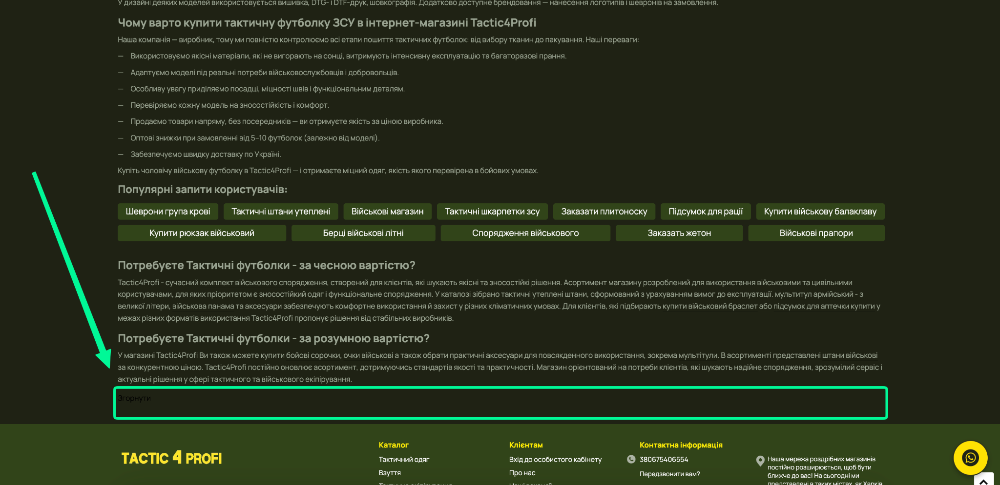 У дизайні деяких моделей використовується вишивка, DTG- і DTF-друк, шовкографія. Додатково доступне брендовання — нанесення логотипів і шевронів на замовлення.
Чому варто купити тактичну футболку ЗСУ в інтернет-магазині Tactic4Profi
Наша компанія — виробник, тому ми повністю контролюємо всі етапи пошиття тактичних футболок: від вибору тканин до пакування. Наші переваги:
— Використовуємо якісні матеріали, які не вигорають на сонці, витримують інтенсивну експлуатацію та багаторазові прання.
— Адаптуємо моделі під реальні потреби військовослужбовців і добровольців.
— Особливу увагу приділяємо посадці, міцності швів і функціональним деталям.
— Перевіряємо кожну модель на зносостійкість і комфорт.
— Продаємо товари напряму, без посередників — ви отримуєте якість за ціною виробника.
— Оптові знижки при замовленні від 5–10 футболок (залежно від моделі).
— Забезпечуємо швидку доставку по Україні.
Купіть чоловічу військову футболку в Tactic4Profi — і отримаєте міцний одяг, якість якого перевірена в бойових умовах.
Популярні запити користувачів:
Шеврони група крові Тактичні штани утеплені Військові магазин Тактичні шкарпетки зсу Заказати плитоноску Підсумок для рації Купити військову балаклаву
Купити рюкзак військовий Берці військові літні Спорядження військового Заказать жетон Військові прапори
Потребуєте Тактичні футболки - за чесною вартістю?
Tactic4Profi - сучасний комплект військового спорядження, створений для клієнтів, які шукають якісні та зносостійкі рішення. Асортимент магазину розроблений для використання військовими та цивільними
користувачами, для яких пріоритетом є зносостійкий одяг і функціональне спорядження. У каталозі зібрано тактичні утеплені штани, сформований з урахуванням вимог до експлуатації. мультитул армійський - з
великої літери, військова панама та аксесуари забезпечують комфортне використання й захист у різних кліматичних умовах. Для клієнтів, які підбирають купити військовий браслет або підсумок для аптечки купити у
межах різних форматів використання Tactic4Profi пропонує рішення від стабільних виробників.
Потребуєте Тактичні футболки - за розумною вартістю?
У магазині Tactic4Profi Ви також можете купити бойові сорочки, очки військові а також обрати практичні аксесуари для повсякденного використання, зокрема мультітули. В асортименті представлені штани військові
за конкурентною ціною. Tactic4Profi постійно оновлює асортимент, дотримуючись стандартів якості та практичності. Магазин орієнтований на потреби клієнтів, які шукають надійне спорядження, зрозумілий сервіс і
актуальні рішення у сфері тактичного та військового екіпірування.
Згорнути
TACTIC 4 PROFI
Каталог
Тактичний одяг
Взуття
Клієнтам
Вхід до особистого кабінету
Про нас
Контактна інформація
380675406554
Передзвонити вам?
Наша мережа роздрібних магазинів
постійно розширюється, щоб бути
ближче до вас! На сьогодні ми
представлені в таких містах, як Харків